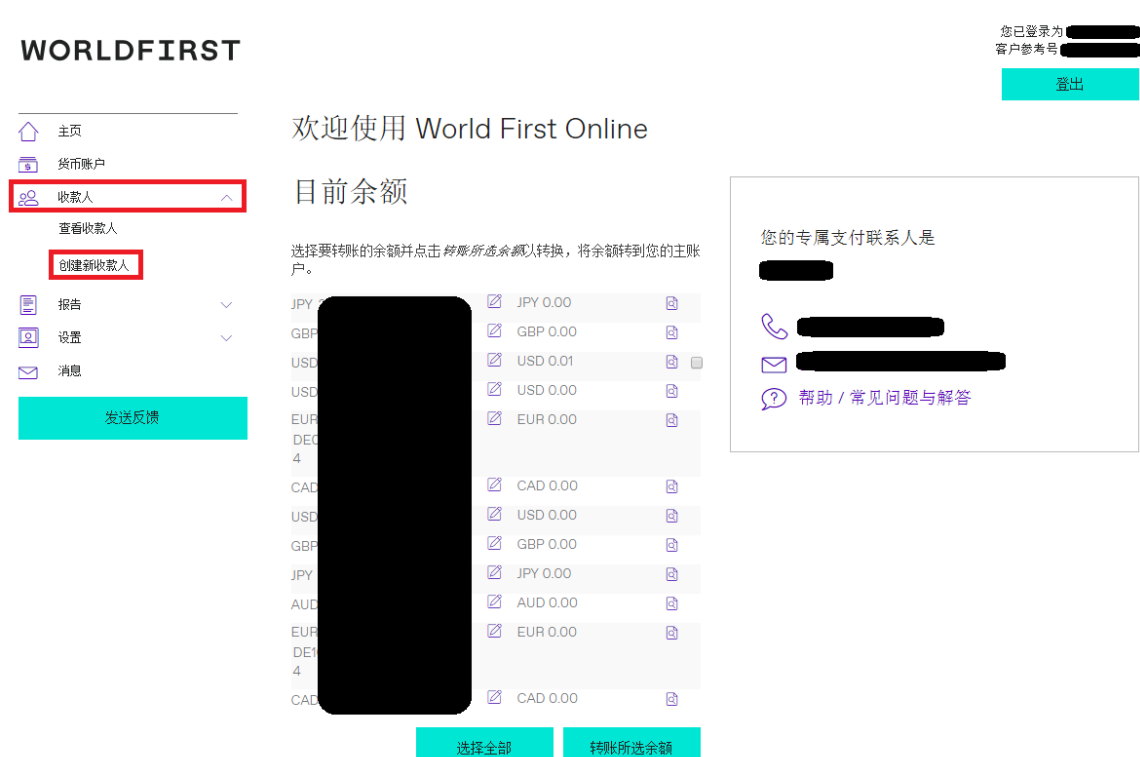 WORLDFIRST
您已登录为
客户参考号
登出
主页
货币账户
收款人
查看收款人
创建新收款人
报告
设置
消息
发送反馈
欢迎使用 World First Online
目前余额
选择要转账的余额并点击转账所选余额以转换，将余额转到您的主账
户。
JPY JPY 0.00
GBP GBP 0.00
USD USD 0.01
USD USD 0.00
EUR EUR 0.00
4
CAD CAD 0.00
USD USD 0.00
GBP GBP 0.00
JPY JPY 0.00
AUD AUD 0.00
EUR EUR 0.00
4
CAD CAD 0.00
选择全部 转账所选余额
您的专属支付联系人是
帮助 / 常见问题与解答